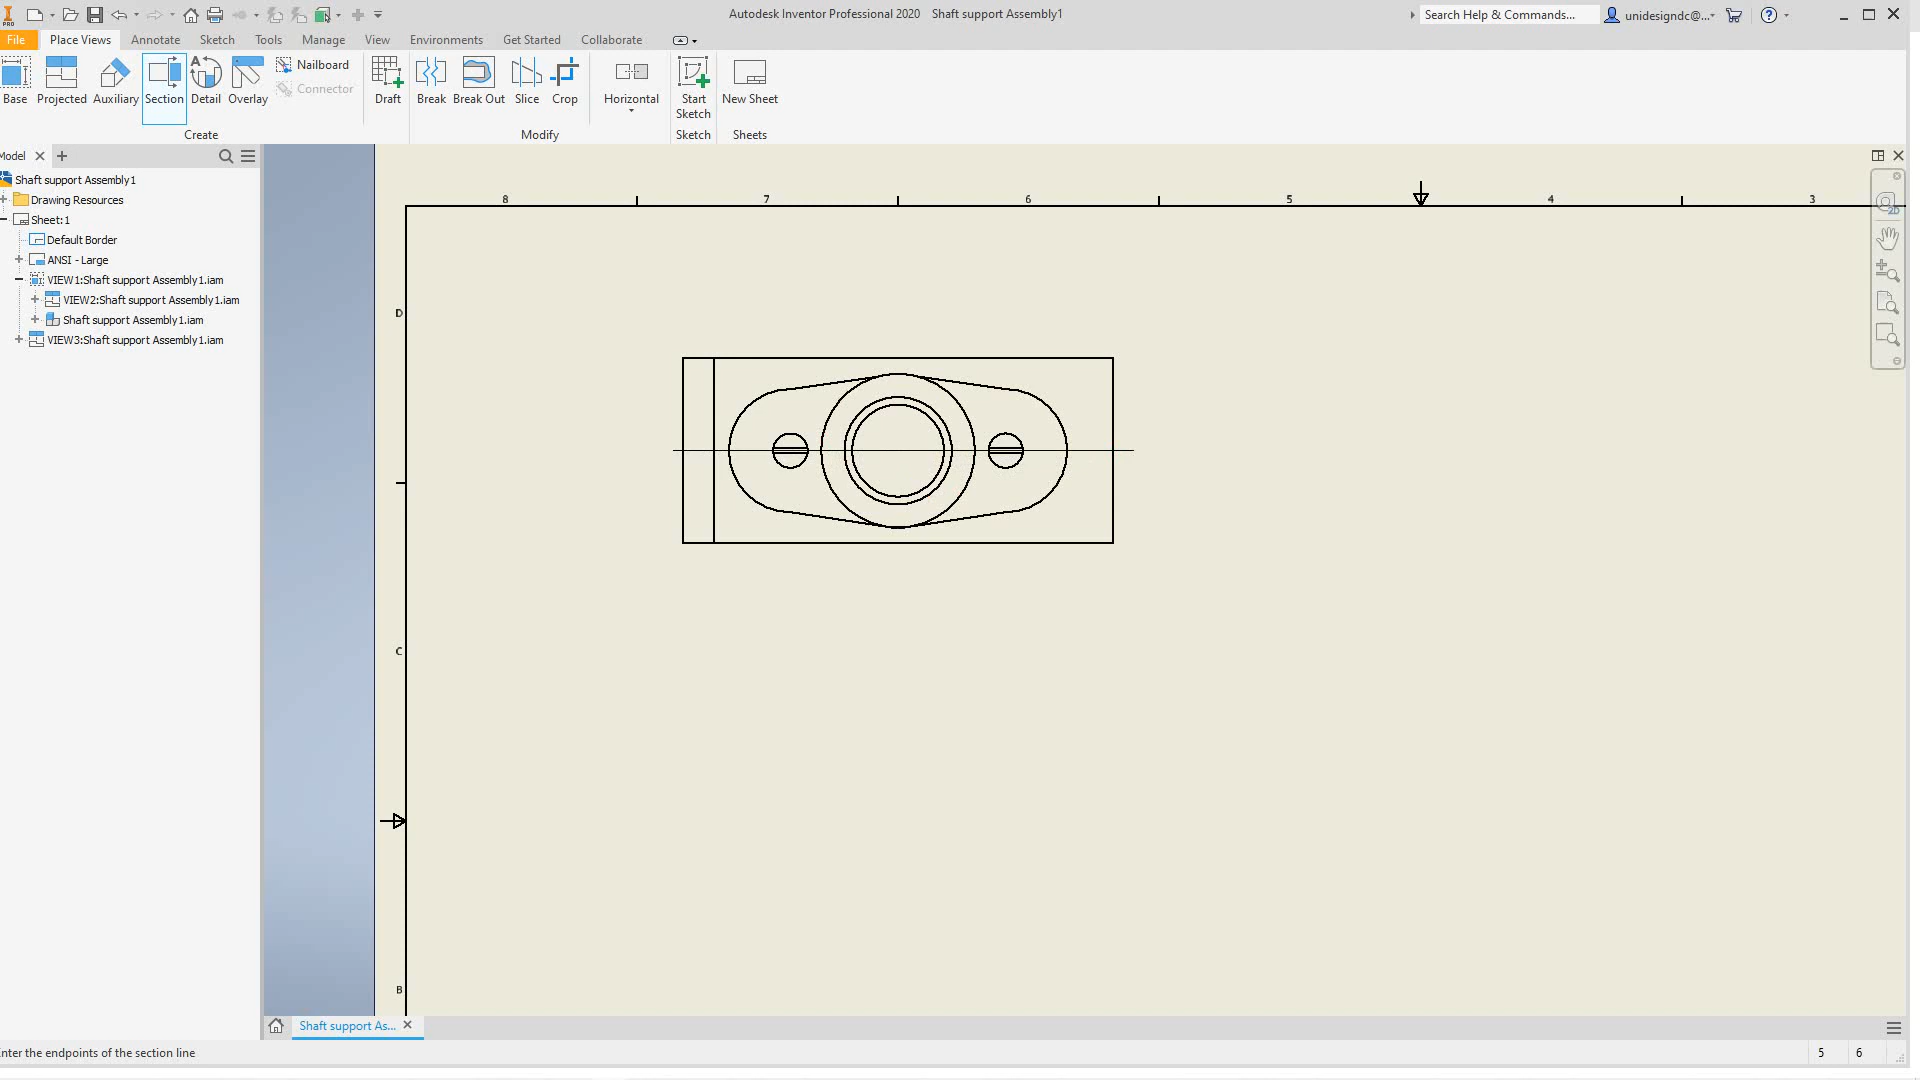 Autodesk Inventor Professional 2020 Shaft support Assembly1
Search Help & Commands...
unidesigndc@...
File Place Views Annotate Sketch Tools Manage View Environments Get Started Collaborate
Base Projected Auxiliary Section Detail Overlay
Nailboard
Connector
Draft
Break Break Out Slice Crop
Horizontal
Start
Sketch
New Sheet
Create Modify Sketch Sheets
Model
Shaft support Assembly1
Drawing Resources
Sheet:1
Default Border
ANSI - Large
VIEW1:Shaft support Assembly1.iam
VIEW2:Shaft support Assembly1.iam
Shaft support Assembly1.iam
VIEW3:Shaft support Assembly1.iam
8 7 6 5 4 3
D
C
B
2D
Shaft support As...
nter the endpoints of the section line
5 6